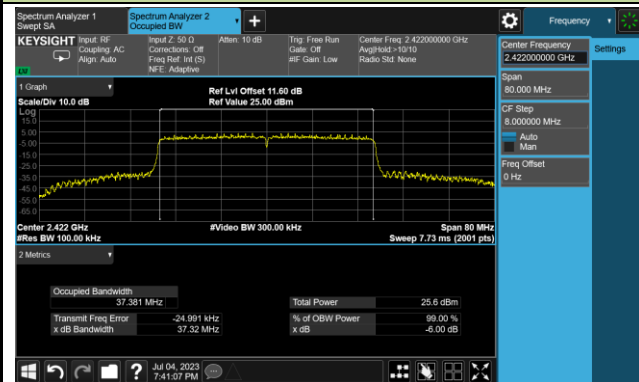 Spectrum Analyzer 1
Swept SA
Spectrum Analyzer 2
Occupied BW
Frequency
KEYSIGHT
Input: RF
Coupling: AC
Align: Auto
Input Z: 50 Ω
Corrections: Off
Freq Ref: Int (S)
NFE: Adaptive
Atten: 10 dB
Trig: Free Run
Gate: Off
#IF Gain: Low
Center Freq: 2.422000000 GHz
Avg|Hold:>10/10
Radio Std: None
Center Frequency
2.422000000 GHz
Settings
Span
80.000 MHz
CF Step
8.000000 MHz
Auto
Man
Freq Offset
0 Hz
1 Graph
Scale/Div 10.0 dB
Ref Lvl Offset 11.60 dB
Ref Value 25.00 dBm
Log
15.0
5.00
-5.00
-15.0
-25.0
-35.0
-45.0
-55.0
-65.0
Center 2.422 GHz
#Res BW 100.00 kHz
#Video BW 300.00 kHz
Span 80 MHz
Sweep 7.73 ms (2001 pts)
2 Metrics
Occupied Bandwidth
37.381 MHz
Total Power
25.6 dBm
Transmit Freq Error
-24.991 kHz
% of OBW Power
99.00 %
x dB Bandwidth
37.32 MHz
x dB
-6.00 dB
Jul 04, 2023
7:41:07 PM